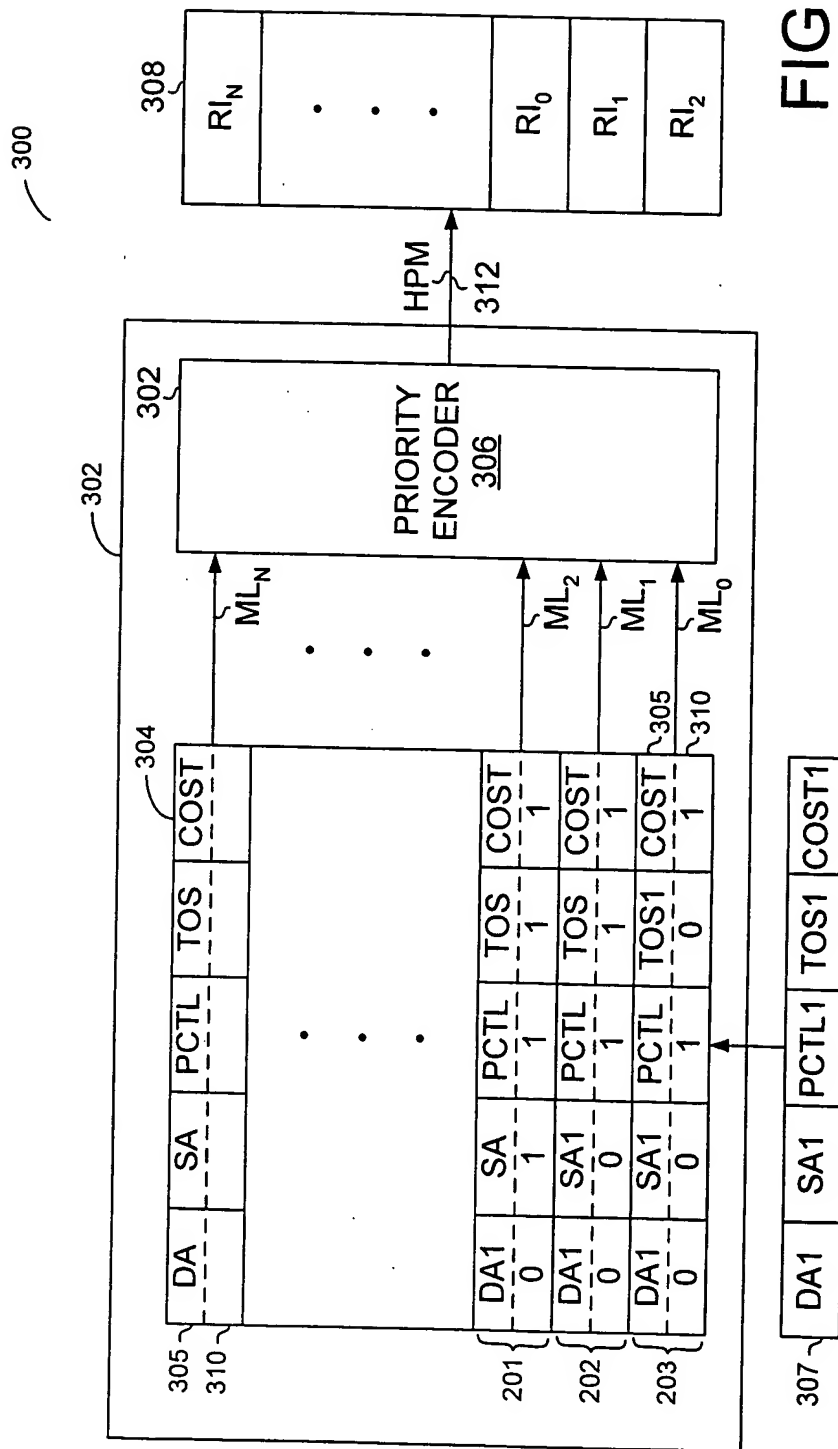 300
302
304
302
308
DA SA PCTL TOS COST
305
310
ML_N
RI_N
PRIORITY
ENCODER
306
HPM
312
201
DA1 SA PCTL TOS COST
0 1 1 1 1
ML_2
RI_0
202
DA1 SA1 PCTL TOS COST
0 0 1 1 1
ML_1
RI_1
203
DA1 SA1 PCTL TOS1 COST
0 0 1 0 1
305
310
ML_0
RI_2
307
DA1 SA1 PCTL1 TOS1 COST1
FIG